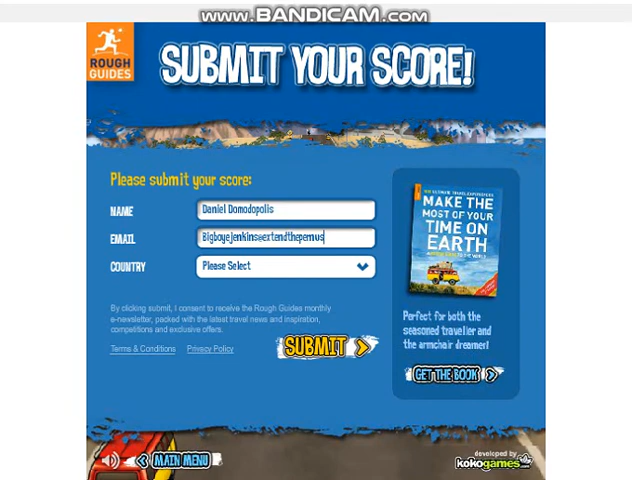 WWW.BANDICAM.COM
ROUGH
GUIDES
SUBMIT YOUR SCORE!
Please submit your score:
NAME
Daniel Domodopolis
EMAIL
Bigboyejenkins@extendthepemus
COUNTRY
Please Select
By clicking submit, I consent to receive the Rough Guides monthly
e-newsletter, packed with the latest travel news and inspiration,
competitions and exclusive offers.
Terms & Conditions
Privacy Policy
SUBMIT
MAKE THE
MOST OF YOUR
TIME ON
EARTH
Perfect for both the
seasoned traveller and
the armchair dreamer!
GET THE BOOK
MAIN MENU
developed by
kokogames.com